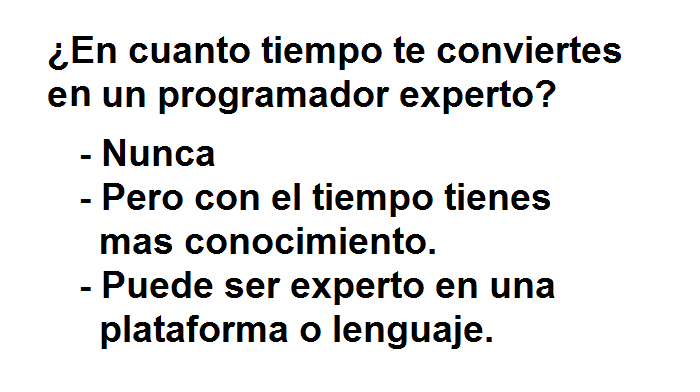 ¿En cuanto tiempo te conviertes
en un programador experto?
- Nunca
- Pero con el tiempo tienes
mas conocimiento.
- Puede ser experto en una
plataforma o lenguaje.